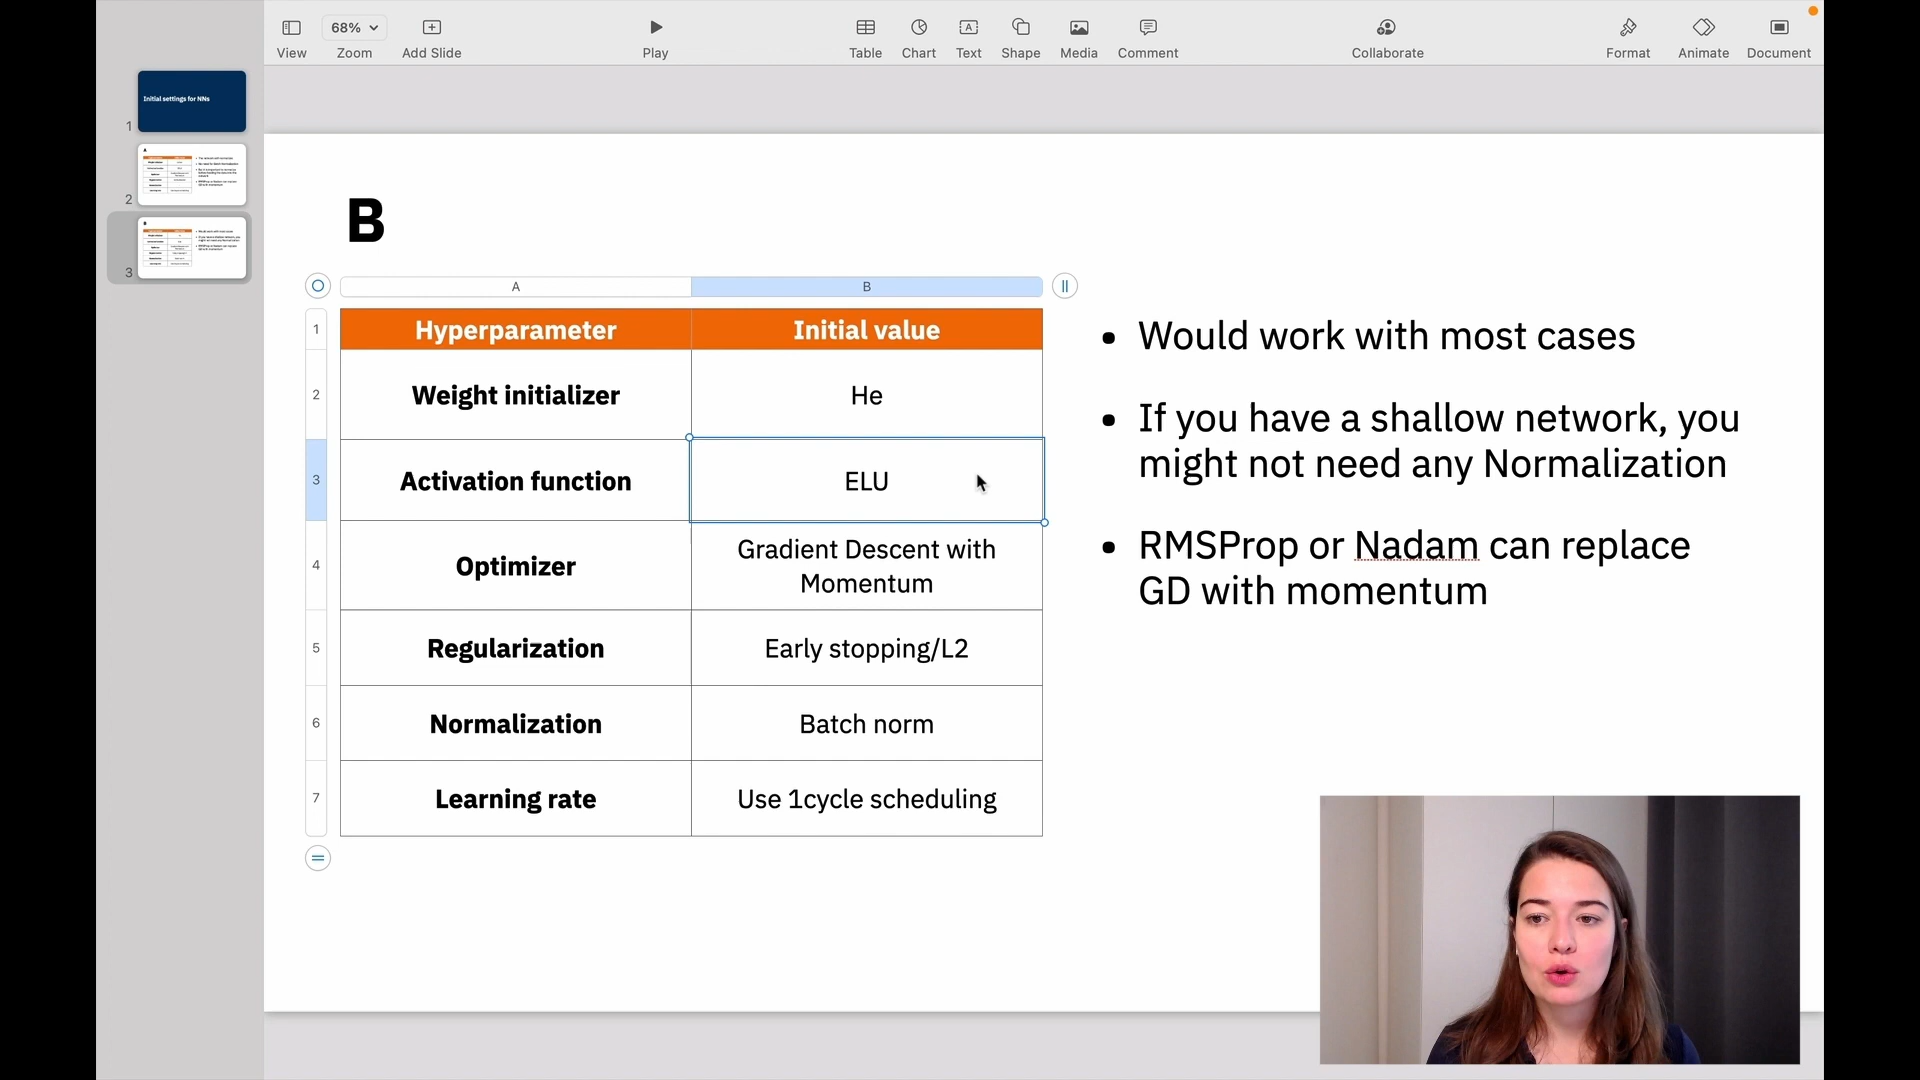 68%
View
Zoom
Add Slide
Play
Table
Chart
Text
Shape
Media
Comment
Collaborate
Format
Animate
Document
Initial settings for NNs
1
2
3
B
A
B
1
Hyperparameter
Initial value
2
Weight initializer
He
3
Activation function
ELU
4
Optimizer
Gradient Descent with
Momentum
5
Regularization
Early stopping/L2
6
Normalization
Batch norm
7
Learning rate
Use 1cycle scheduling
• Would work with most cases
• If you have a shallow network, you
might not need any Normalization
• RMSProp or Nadam can replace
GD with momentum